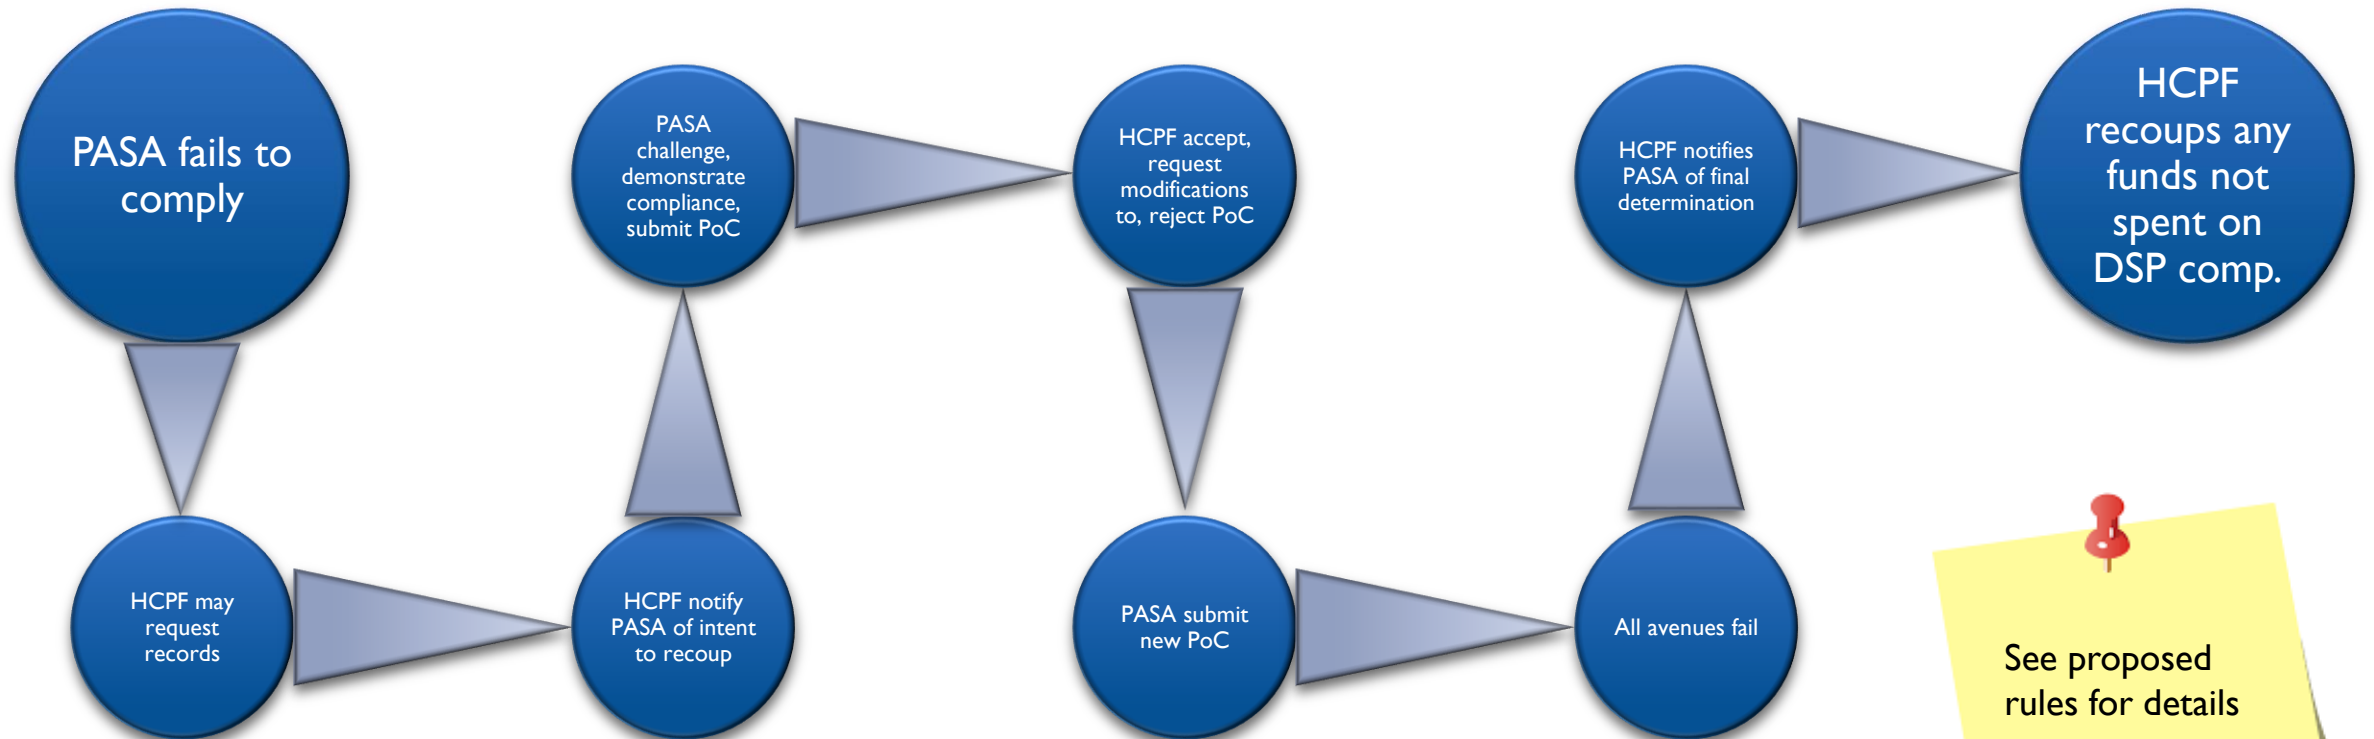 PASA fails to
comply
HCPF may
request
records
HCPF notify
PASA of intent
to recoup
PASA
challenge,
demonstrate
compliance,
submit PoC
HCPF accept,
request
modifications
to, reject PoC
PASA submit
new PoC
All avenues fail
HCPF notifies
PASA of final
determination
HCPF
recoups any
funds not
spent on
DSP comp.
See proposed
rules for details